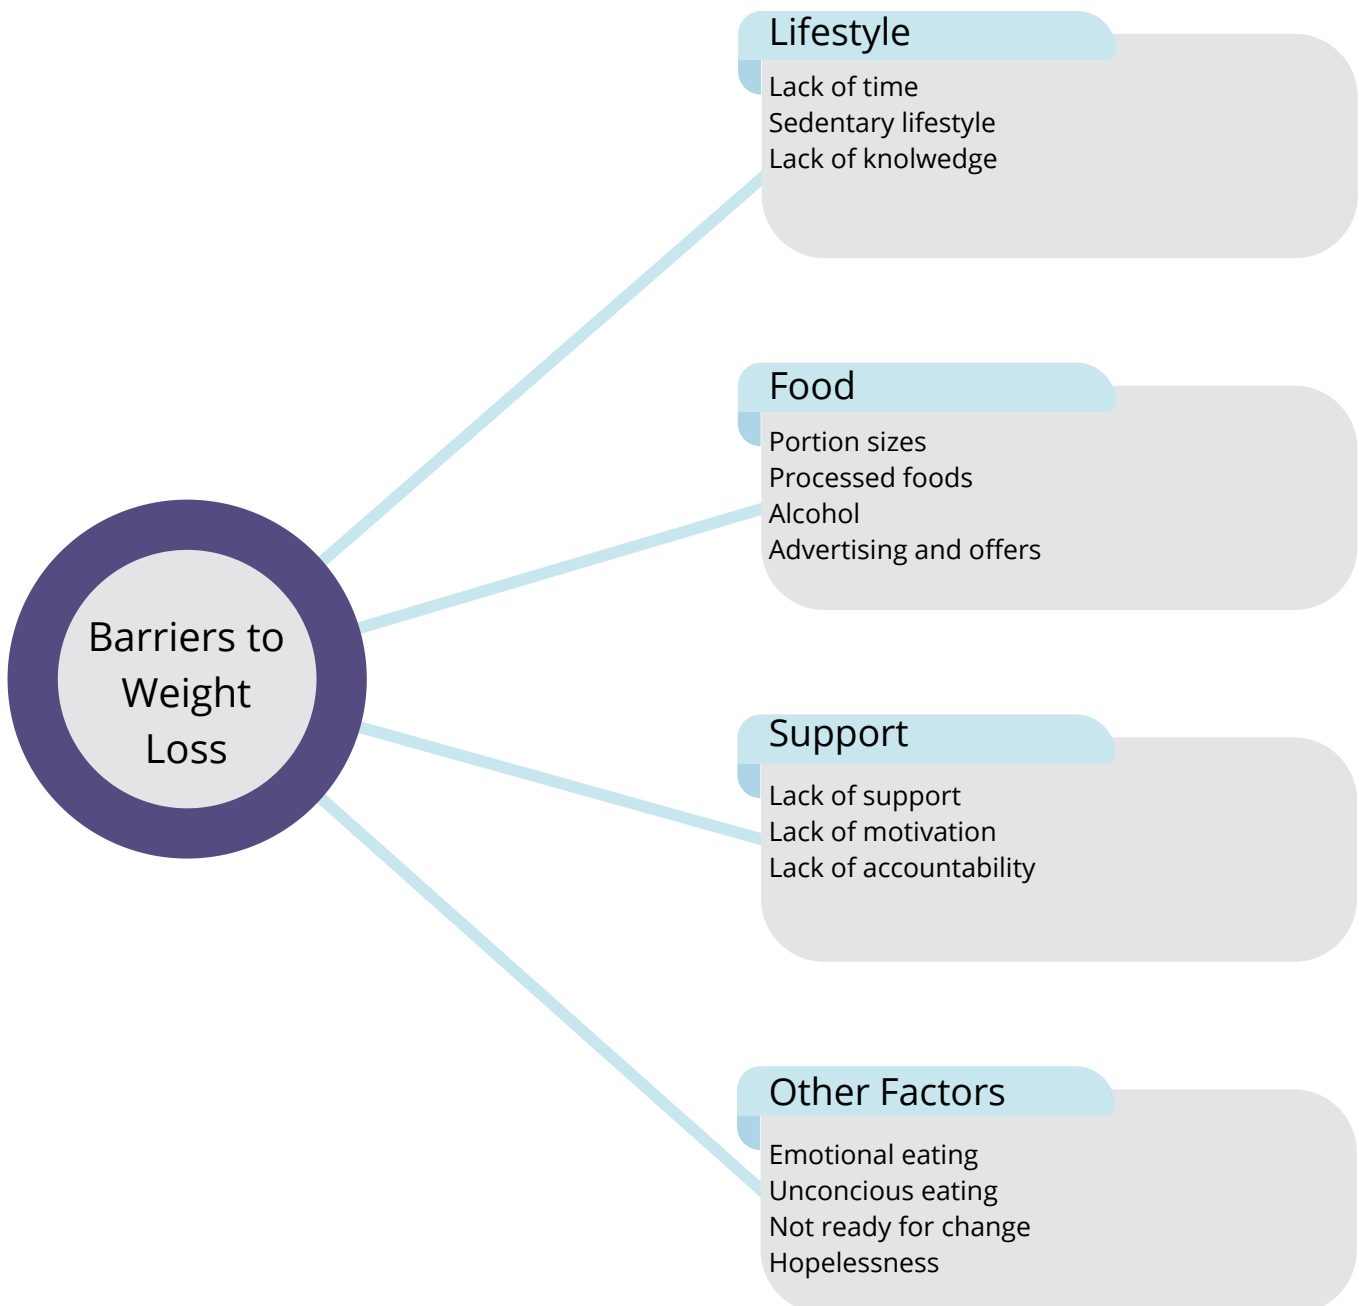 Lifestyle
Lack of time
Sedentary lifestyle
Lack of knolwedge
Food
Portion sizes
Processed foods
Alcohol
Advertising and offers
Barriers to
Weight
Loss
Support
Lack of support
Lack of motivation
Lack of accountability
Other Factors
Emotional eating
Unconcious eating
Not ready for change
Hopelessness